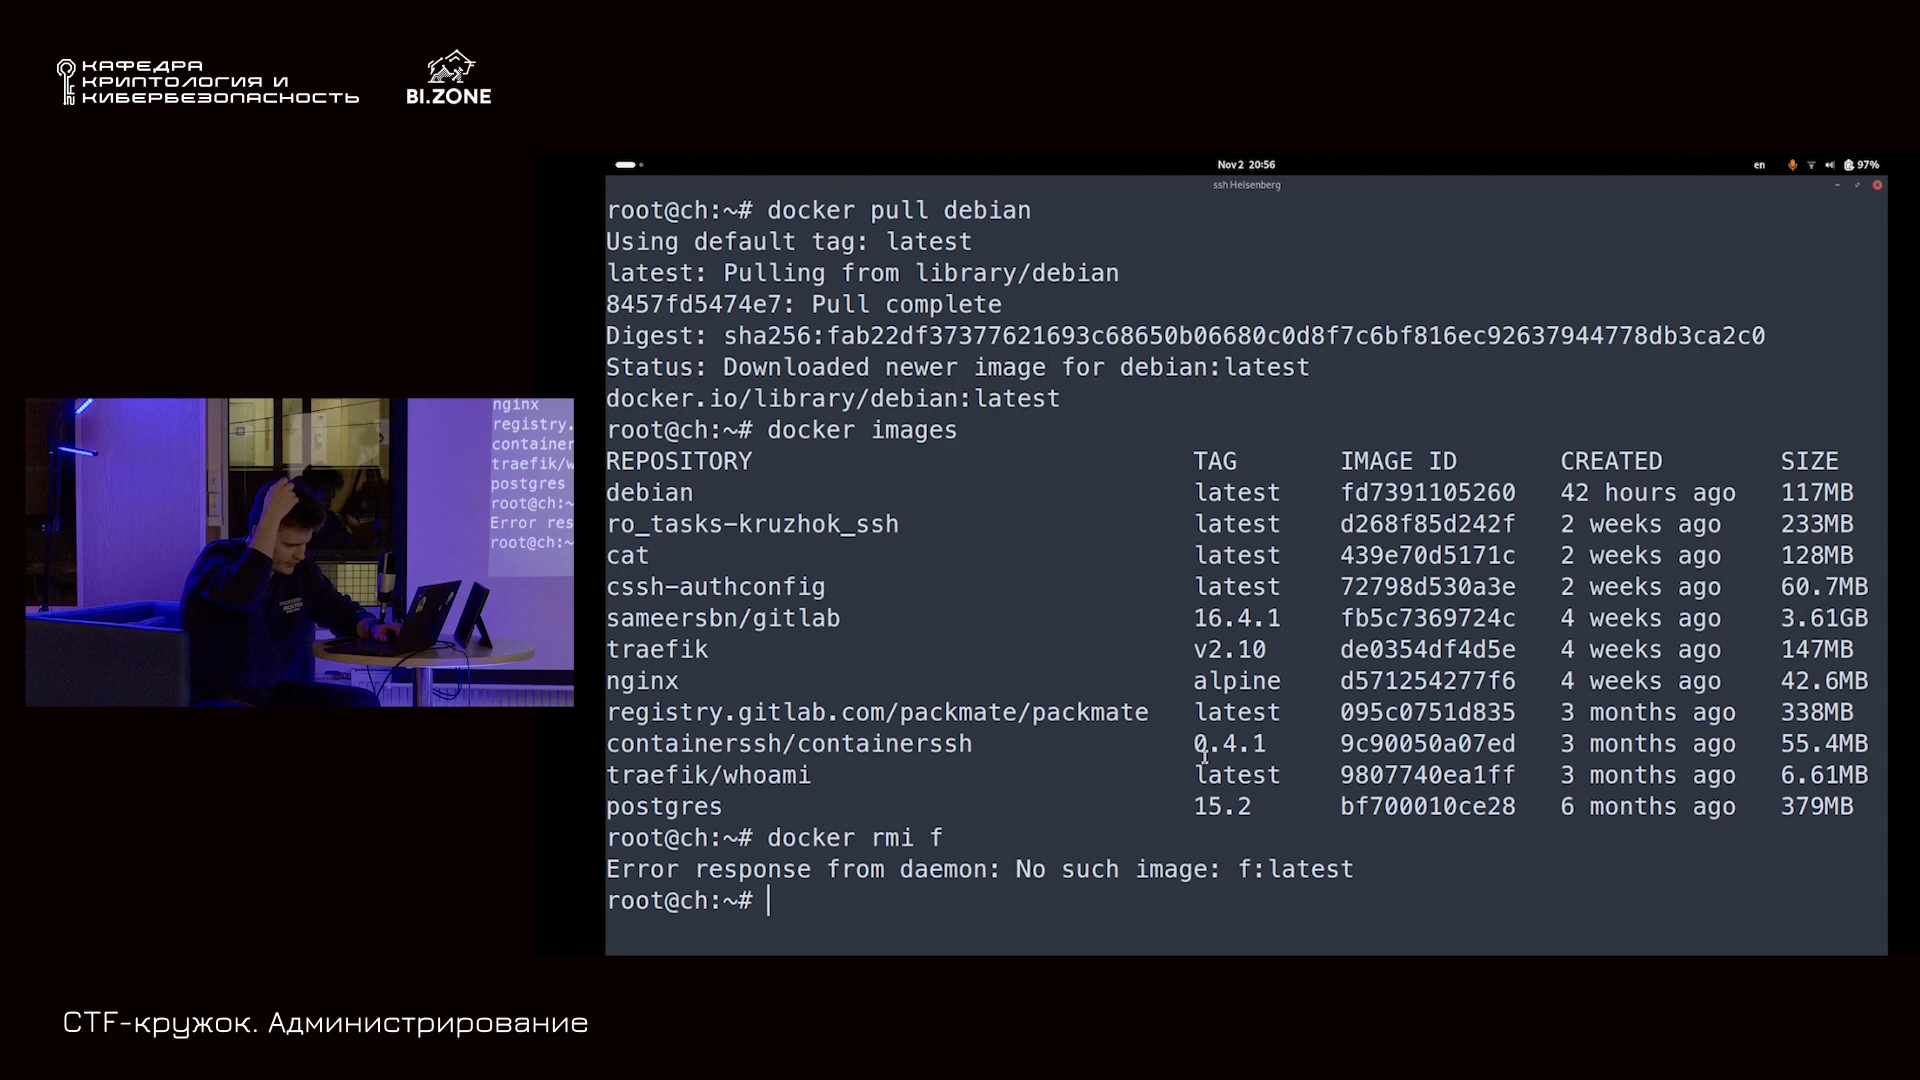 КАФЕДРА
КРИПТОЛОГИЯ И
КИБЕРБЕЗОПАСНОСТЬ
BI.ZONE
Nov 2 20:56
en
97%
ssh Heisenberg
root@ch:~# docker pull debian
Using default tag: latest
latest: Pulling from library/debian
8457fd5474e7: Pull complete
Digest: sha256:fab22df37377621693c68650b06680c0d8f7c6bf816ec92637944778db3ca2c0
Status: Downloaded newer image for debian:latest
docker.io/library/debian:latest
root@ch:~# docker images
REPOSITORY TAG IMAGE ID CREATED SIZE
debian latest fd7391105260 42 hours ago 117MB
ro_tasks-kruzhok_ssh latest d268f85d242f 2 weeks ago 233MB
cat latest 439e70d5171c 2 weeks ago 128MB
cssh-authconfig latest 72798d530a3e 2 weeks ago 60.7MB
sameersbn/gitlab 16.4.1 fb5c7369724c 4 weeks ago 3.61GB
traefik v2.10 de0354df4d5e 4 weeks ago 147MB
nginx alpine d571254277f6 4 weeks ago 42.6MB
registry.gitlab.com/packmate/packmate latest 095c0751d835 3 months ago 338MB
containerssh/containerssh 0.4.1 9c90050a07ed 3 months ago 55.4MB
traefik/whoami latest 9807740ea1ff 3 months ago 6.61MB
postgres 15.2 bf700010ce28 6 months ago 379MB
root@ch:~# docker rmi f
Error response from daemon: No such image: f:latest
root@ch:~#
nginx
registry.
container
traefik/w
postgres
root@ch:~
Error res
root@ch:~
CTF-кружок. Администрирование